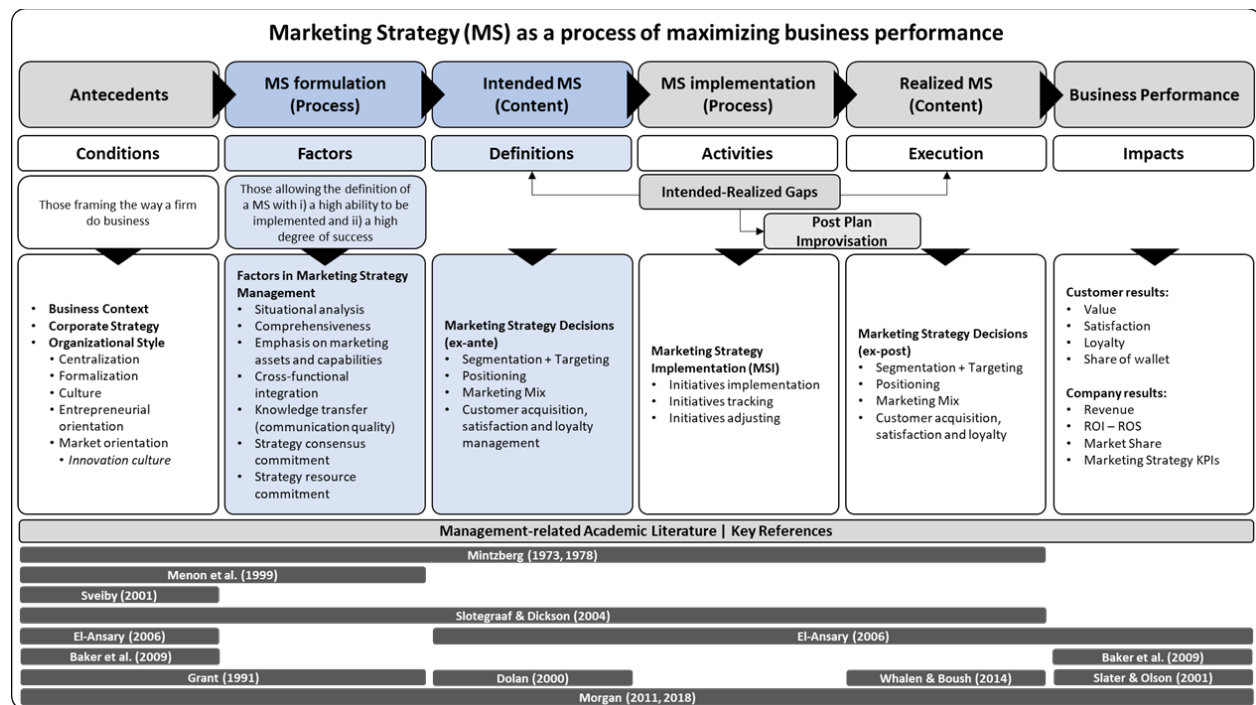 Marketing Strategy (MS) as a process of maximizing business performance
Antecedents
MS formulation
(Process)
Intended MS
(Content)
MS implementation
(Process)
Realized MS
(Content)
Business Performance
Conditions
Factors
Definitions
Activities
Execution
Impacts
Those framing the way a firm
do business
Those allowing the definition of
a MS with i) a high ability to be
implemented and ii) a high
degree of success
Intended-Realized Gaps
Post Plan
Improvisation
• Business Context
• Corporate Strategy
• Organizational Style
• Centralization
• Formalization
• Culture
• Entrepreneurial
orientation
• Market orientation
• Innovation culture
Factors in Marketing Strategy
Management
• Situational analysis
• Comprehensiveness
• Emphasis on marketing
assets and capabilities
• Cross-functional
integration
• Knowledge transfer
(communication quality)
• Strategy consensus
commitment
• Strategy resource
commitment
Marketing Strategy Decisions
(ex-ante)
• Segmentation + Targeting
• Positioning
• Marketing Mix
• Customer acquisition,
satisfaction and loyalty
management
Marketing Strategy
Implementation (MSI)
• Initiatives implementation
• Initiatives tracking
• Initiatives adjusting
Marketing Strategy Decisions
(ex-post)
• Segmentation + Targeting
• Positioning
• Marketing Mix
• Customer acquisition,
satisfaction and loyalty
Customer results:
• Value
• Satisfaction
• Loyalty
• Share of wallet
Company results:
• Revenue
• ROI – ROS
• Market Share
• Marketing Strategy KPIs
Management-related Academic Literature | Key References
Mintzberg (1973, 1978)
Menon et al. (1999)
Sveiby (2001)
Slotegraaf & Dickson (2004)
El-Ansary (2006)
El-Ansary (2006)
Baker et al. (2009)
Baker et al. (2009)
Grant (1991)
Dolan (2000)
Whalen & Boush (2014)
Slater & Olson (2001)
Morgan (2011, 2018)